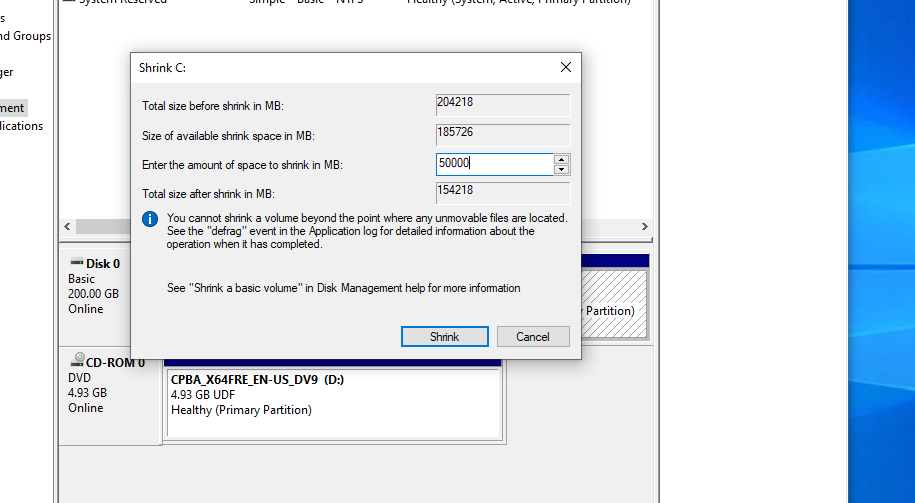 System Reserved Simple Basic NTFS Healthy (System, Active, Primary Partition)
s
nd Groups
ger
ment
lications
Shrink C:
Total size before shrink in MB: 204218
Size of available shrink space in MB: 185726
Enter the amount of space to shrink in MB: 50000
Total size after shrink in MB: 154218
You cannot shrink a volume beyond the point where any unmovable files are located.
See the "defrag" event in the Application log for detailed information about the
operation when it has completed.
See "Shrink a basic volume" in Disk Management help for more information
Shrink Cancel
Disk 0
Basic
200.00 GB
Online
Partition)
CD-ROM 0
DVD
4.93 GB
Online
CPBA_X64FRE_EN-US_DV9 (D:)
4.93 GB UDF
Healthy (Primary Partition)